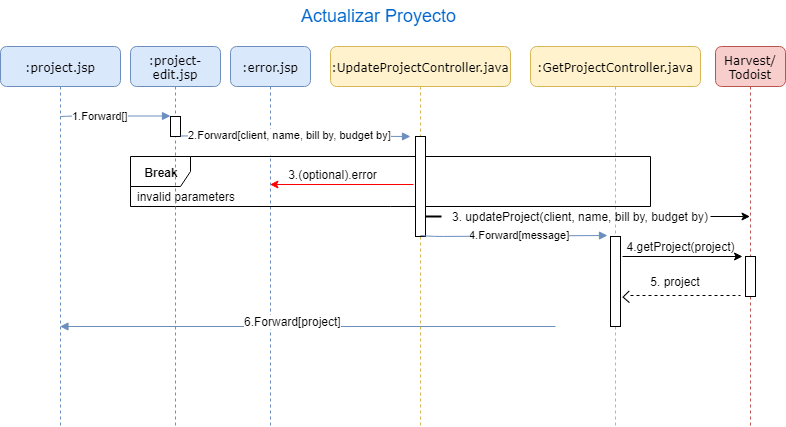 Actualizar Proyecto
:project.jsp
:project-
edit.jsp
:error.jsp
:UpdateProjectController.java
:GetProjectController.java
Harvest/
Todoist
1.Forward[]
2.Forward[client, name, bill by, budget by]
Break
3.(optional).error
invalid parameters
3. updateProject(client, name, bill by, budget by)
4.Forward[message]
4.getProject(project)
5. project
6.Forward[project]